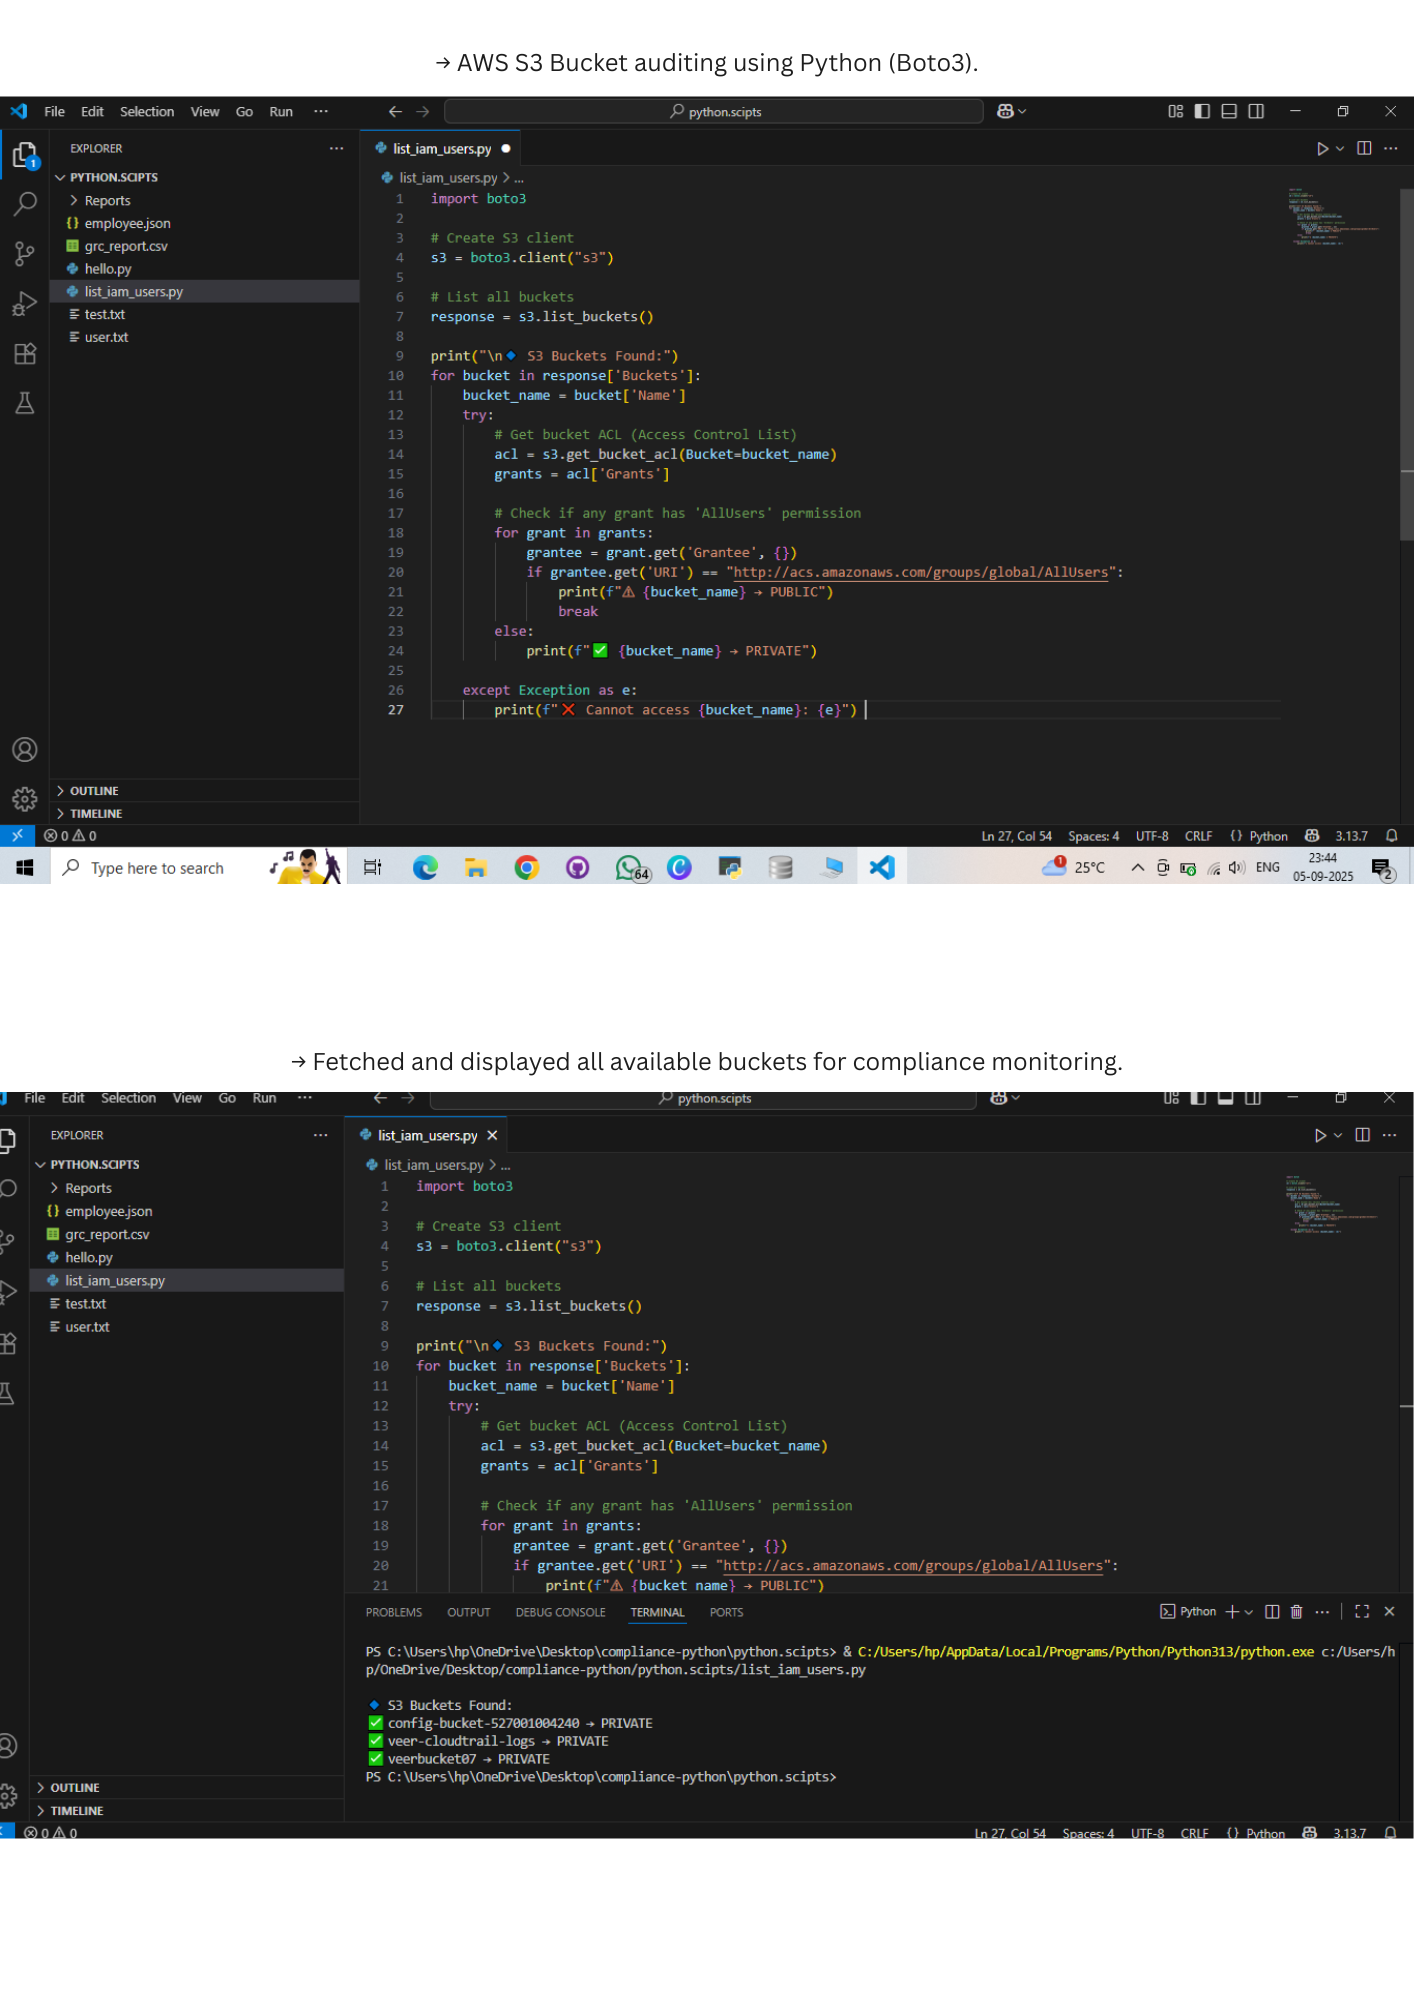 → AWS S3 Bucket auditing using Python (Boto3).
File Edit Selection View Go Run ··· ← → python.scipts
EXPLORER ···
PYTHON.SCIPTS
Reports
{} employee.json
grc_report.csv
hello.py
list_iam_users.py
test.txt
user.txt
OUTLINE
TIMELINE
list_iam_users.py ●
list_iam_users.py > ...
1 import boto3
2
3 # Create S3 client
4 s3 = boto3.client("s3")
5
6 # List all buckets
7 response = s3.list_buckets()
8
9 print("\n🔹 S3 Buckets Found:")
10 for bucket in response['Buckets']:
11     bucket_name = bucket['Name']
12     try:
13         # Get bucket ACL (Access Control List)
14         acl = s3.get_bucket_acl(Bucket=bucket_name)
15         grants = acl['Grants']
16
17         # Check if any grant has 'AllUsers' permission
18         for grant in grants:
19             grantee = grant.get('Grantee', {})
20             if grantee.get('URI') == "http://acs.amazonaws.com/groups/global/AllUsers":
21                 print(f"⚠ {bucket_name} → PUBLIC")
22                 break
23         else:
24             print(f"✅ {bucket_name} → PRIVATE")
25
26     except Exception as e:
27         print(f"❌ Cannot access {bucket_name}: {e}")
1
0 0 Ln 27, Col 54 Spaces: 4 UTF-8 CRLF {} Python 3.13.7
Type here to search 64 1 25°C ENG 23:44 2
05-09-2025
→ Fetched and displayed all available buckets for compliance monitoring.
File Edit Selection View Go Run ··· ← → python.scipts
EXPLORER ···
PYTHON.SCIPTS
Reports
{} employee.json
grc_report.csv
hello.py
list_iam_users.py
test.txt
user.txt
OUTLINE
TIMELINE
list_iam_users.py ×
list_iam_users.py > ...
1 import boto3
2
3 # Create S3 client
4 s3 = boto3.client("s3")
5
6 # List all buckets
7 response = s3.list_buckets()
8
9 print("\n🔹 S3 Buckets Found:")
10 for bucket in response['Buckets']:
11     bucket_name = bucket['Name']
12     try:
13         # Get bucket ACL (Access Control List)
14         acl = s3.get_bucket_acl(Bucket=bucket_name)
15         grants = acl['Grants']
16
17         # Check if any grant has 'AllUsers' permission
18         for grant in grants:
19             grantee = grant.get('Grantee', {})
20             if grantee.get('URI') == "http://acs.amazonaws.com/groups/global/AllUsers":
21                 print(f"⚠ {bucket_name} → PUBLIC")
PROBLEMS OUTPUT DEBUG CONSOLE TERMINAL PORTS Python
PS C:\Users\hp\OneDrive\Desktop\compliance-python\python.scipts> & C:/Users/hp/AppData/Local/Programs/Python/Python313/python.exe c:/Users/h
p/OneDrive/Desktop/compliance-python/python.scipts/list_iam_users.py
🔹 S3 Buckets Found:
✅ config-bucket-527001004240 → PRIVATE
✅ veer-cloudtrail-logs → PRIVATE
✅ veerbucket07 → PRIVATE
PS C:\Users\hp\OneDrive\Desktop\compliance-python\python.scipts>
0 0 Ln 27, Col 54 Spaces: 4 UTF-8 CRLF {} Python 3.13.7